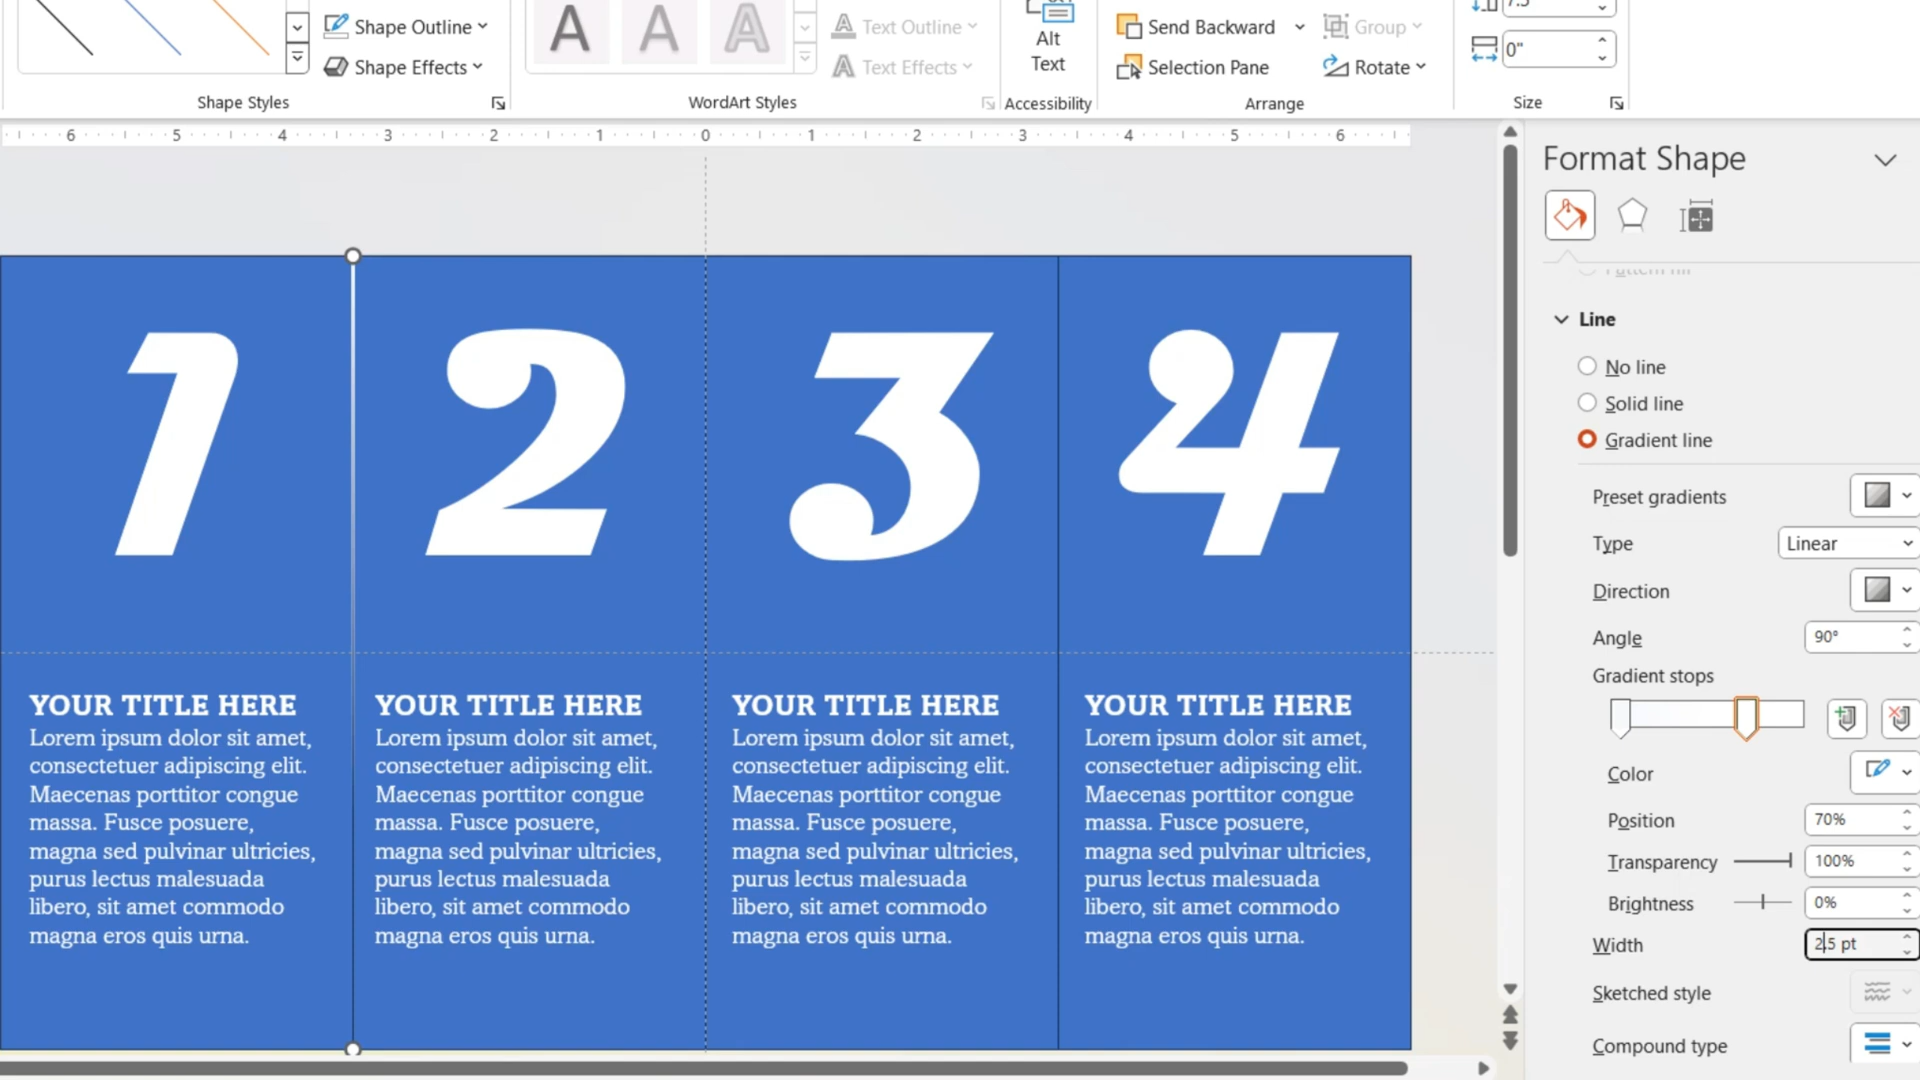 Shape Outline
Shape Effects
Shape Styles
A A A
Text Outline
Text Effects
WordArt Styles
Alt
Text
Accessibility
Send Backward
Selection Pane
Group
Rotate
Arrange
0"
Size
6 5 4 3 2 1 0 1 2 3 4 5 6
1 2 3 4
YOUR TITLE HERE
Lorem ipsum dolor sit amet,
consectetuer adipiscing elit.
Maecenas porttitor congue
massa. Fusce posuere,
magna sed pulvinar ultricies,
purus lectus malesuada
libero, sit amet commodo
magna eros quis urna.
YOUR TITLE HERE
Lorem ipsum dolor sit amet,
consectetuer adipiscing elit.
Maecenas porttitor congue
massa. Fusce posuere,
magna sed pulvinar ultricies,
purus lectus malesuada
libero, sit amet commodo
magna eros quis urna.
YOUR TITLE HERE
Lorem ipsum dolor sit amet,
consectetuer adipiscing elit.
Maecenas porttitor congue
massa. Fusce posuere,
magna sed pulvinar ultricies,
purus lectus malesuada
libero, sit amet commodo
magna eros quis urna.
YOUR TITLE HERE
Lorem ipsum dolor sit amet,
consectetuer adipiscing elit.
Maecenas porttitor congue
massa. Fusce posuere,
magna sed pulvinar ultricies,
purus lectus malesuada
libero, sit amet commodo
magna eros quis urna.
Format Shape
Line
No line
Solid line
Gradient line
Preset gradients
Type Linear
Direction
Angle 90°
Gradient stops
Color
Position 70%
Transparency 100%
Brightness 0%
Width 2.5 pt
Sketched style
Compound type